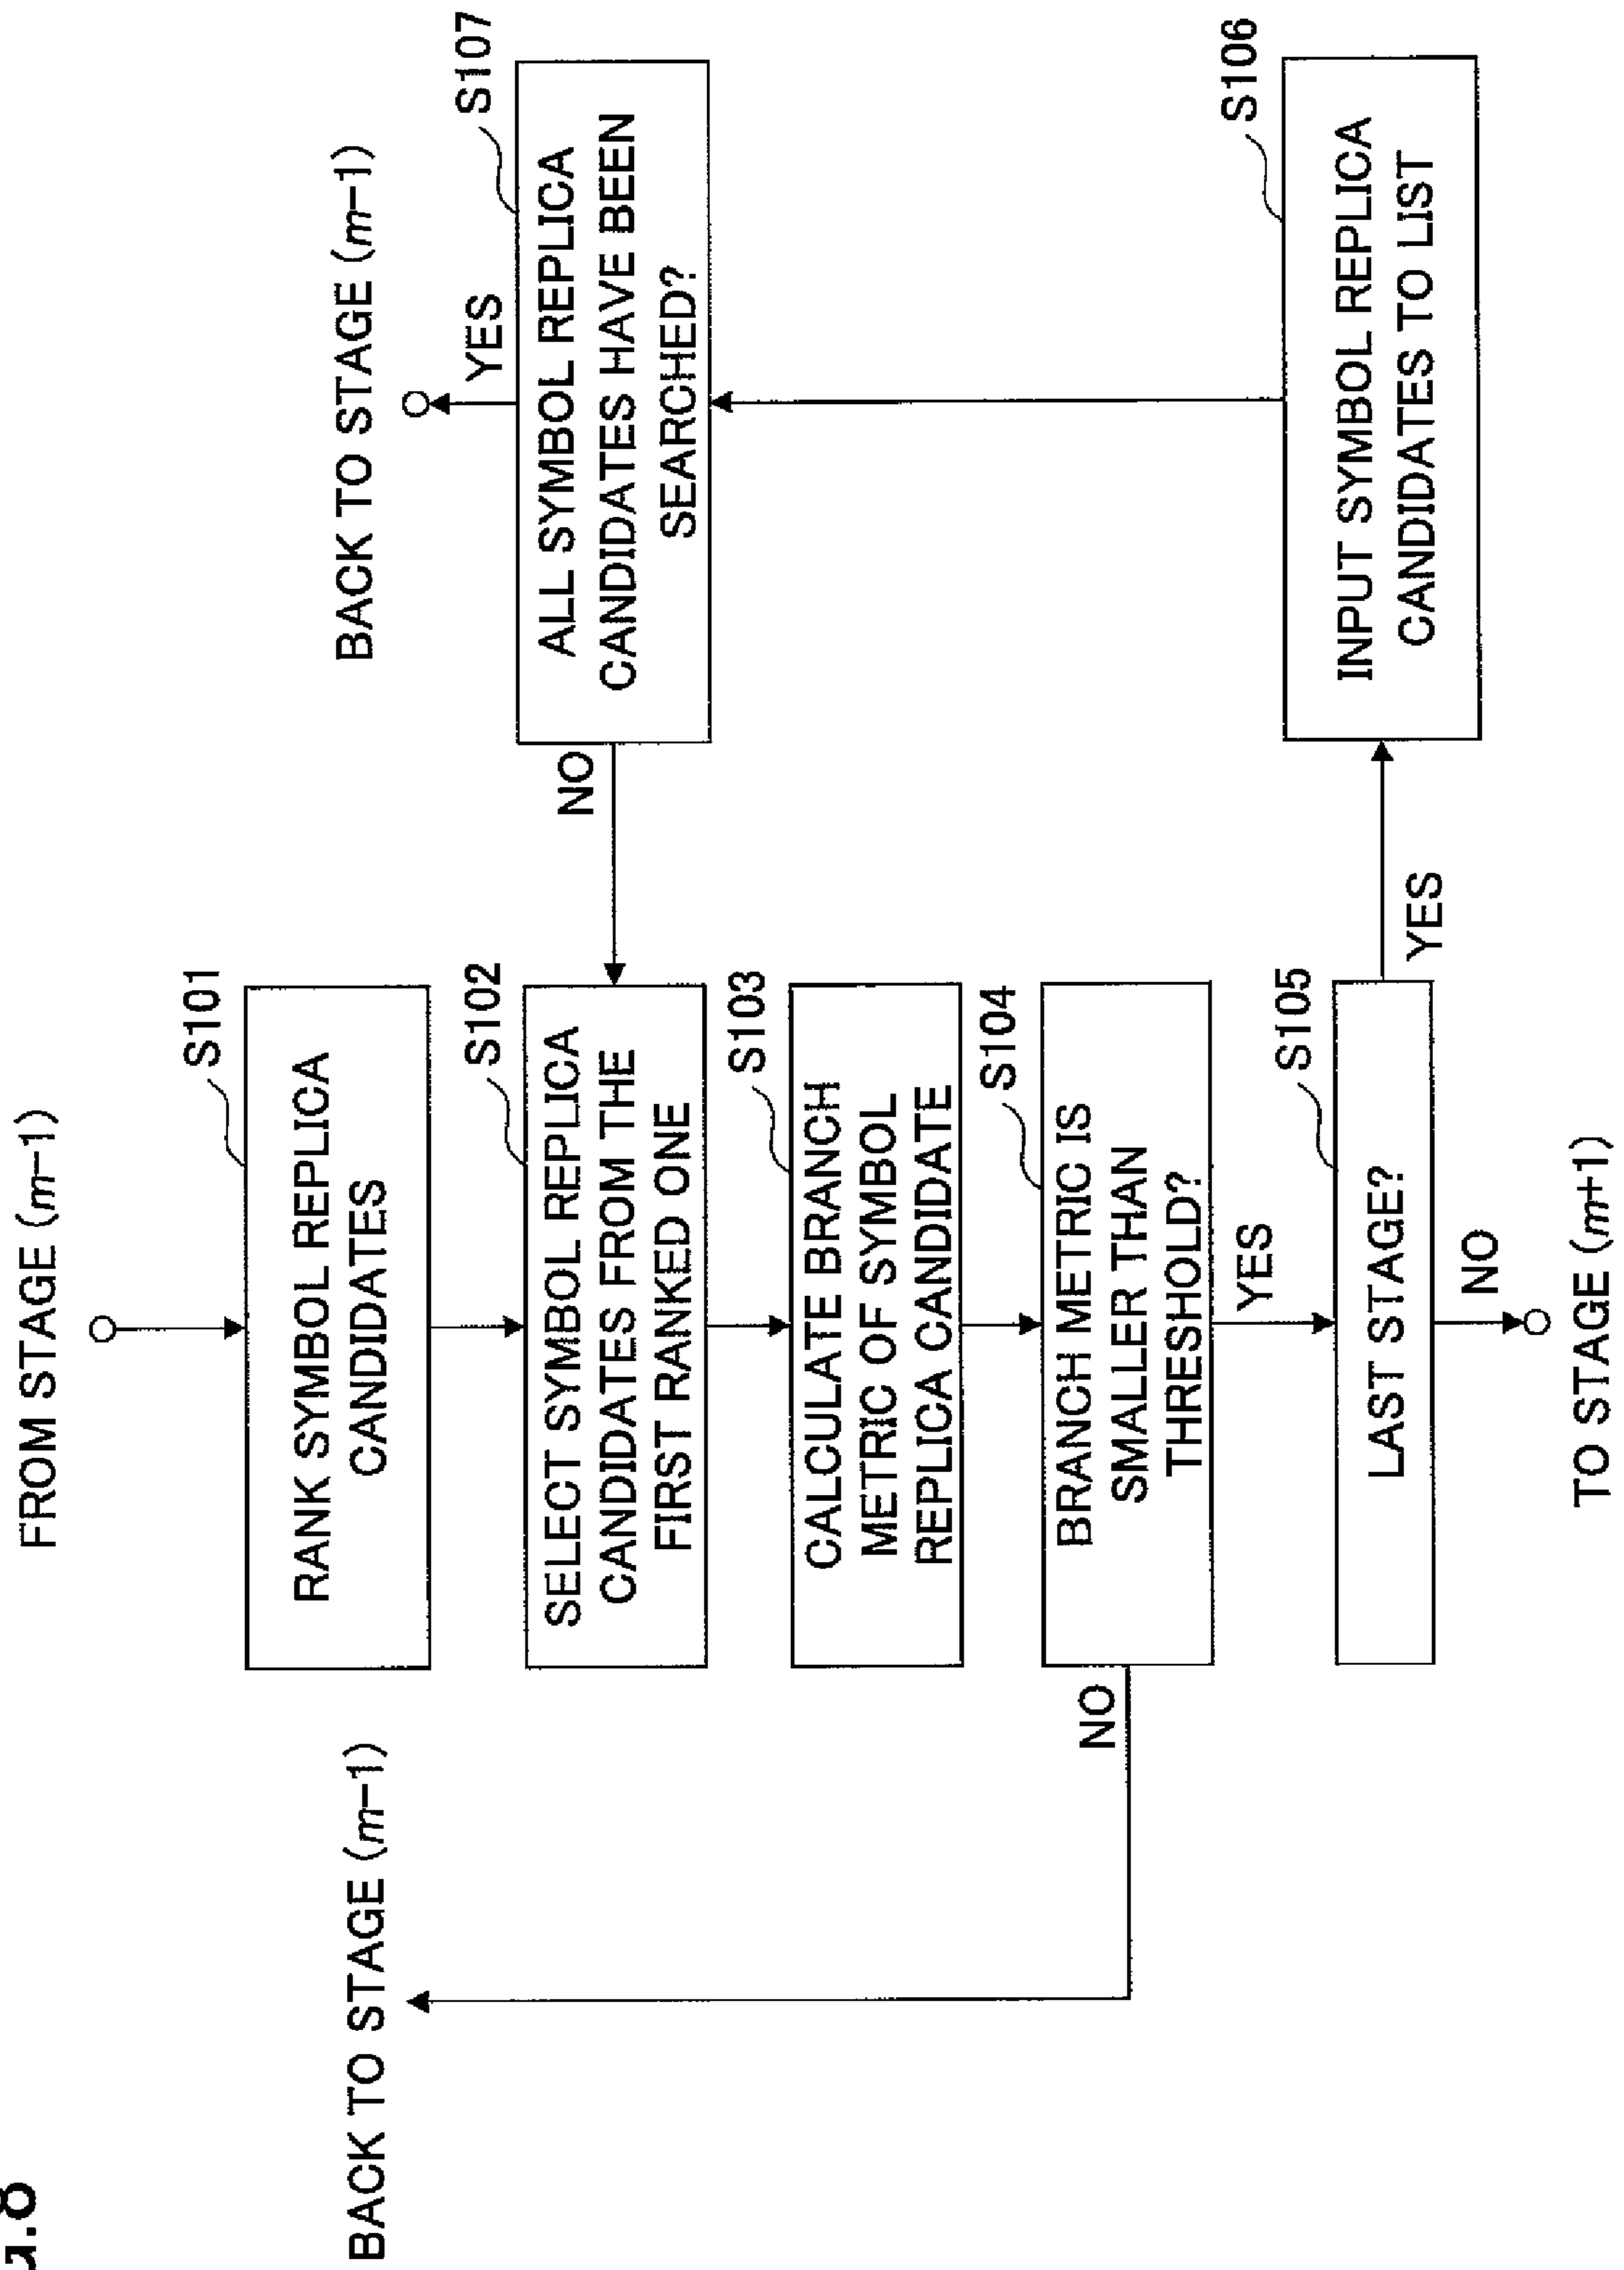 FROM STAGE (m−1)
S101
RANK SYMBOL REPLICA
CANDIDATES
S102
SELECT SYMBOL REPLICA
CANDIDATES FROM THE
FIRST RANKED ONE
S103
CALCULATE BRANCH
METRIC OF SYMBOL
REPLICA CANDIDATE
S104
BRANCH METRIC IS
SMALLER THAN
THRESHOLD?
NO
BACK TO STAGE (m−1)
YES
S105
LAST STAGE?
NO
TO STAGE (m+1)
YES
S106
INPUT SYMBOL REPLICA
CANDIDATES TO LIST
S107
ALL SYMBOL REPLICA
CANDIDATES HAVE BEEN
SEARCHED?
YES
BACK TO STAGE (m−1)
NO